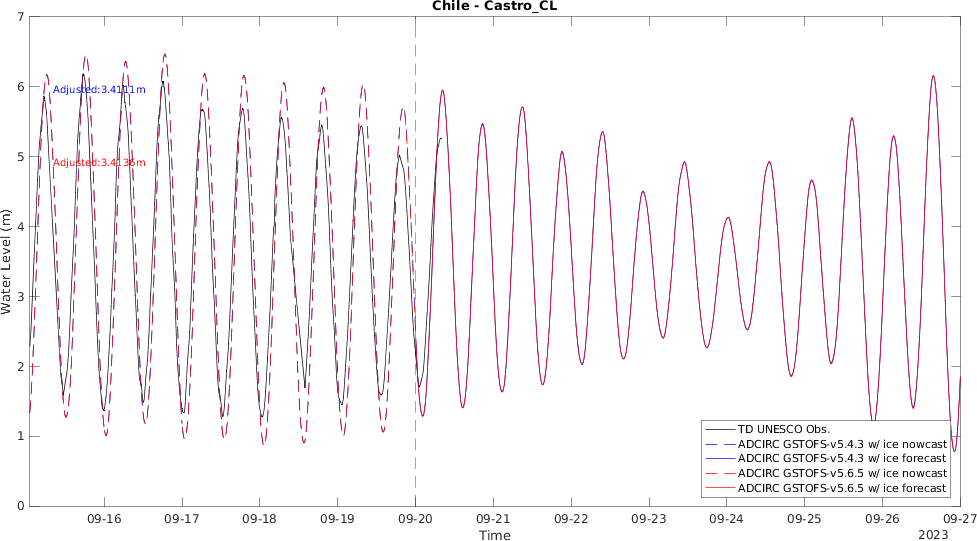 Chile - Castro_CL
7
6
5
4
3
2
1
0
Water Level (m)
Adjusted:3.4111m
Adjusted:3.4136m
TD UNESCO Obs.
ADCIRC GSTOFS-v5.4.3 w/ ice nowcast
ADCIRC GSTOFS-v5.4.3 w/ ice forecast
ADCIRC GSTOFS-v5.6.5 w/ ice nowcast
ADCIRC GSTOFS-v5.6.5 w/ ice forecast
09-16 09-17 09-18 09-19 09-20 09-21 09-22 09-23 09-24 09-25 09-26 09-27
Time
2023